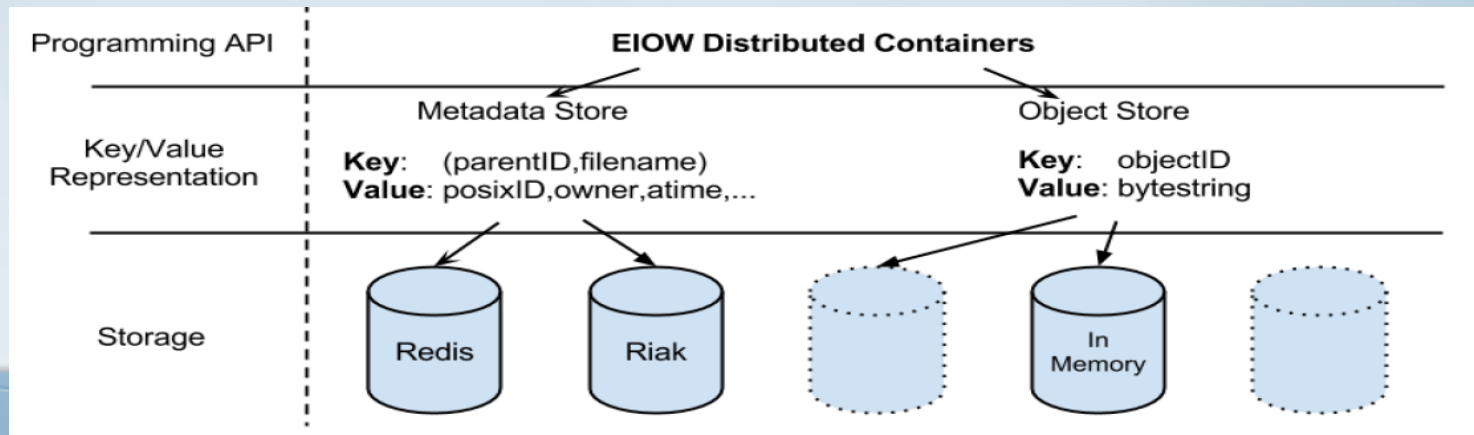 Programming API
EIOW Distributed Containers
Key/Value
Representation
Metadata Store
Key: (parentID,filename)
Value: posixID,owner,atime,...
Object Store
Key: objectID
Value: bytestring
Storage
Redis
Riak
In
Memory